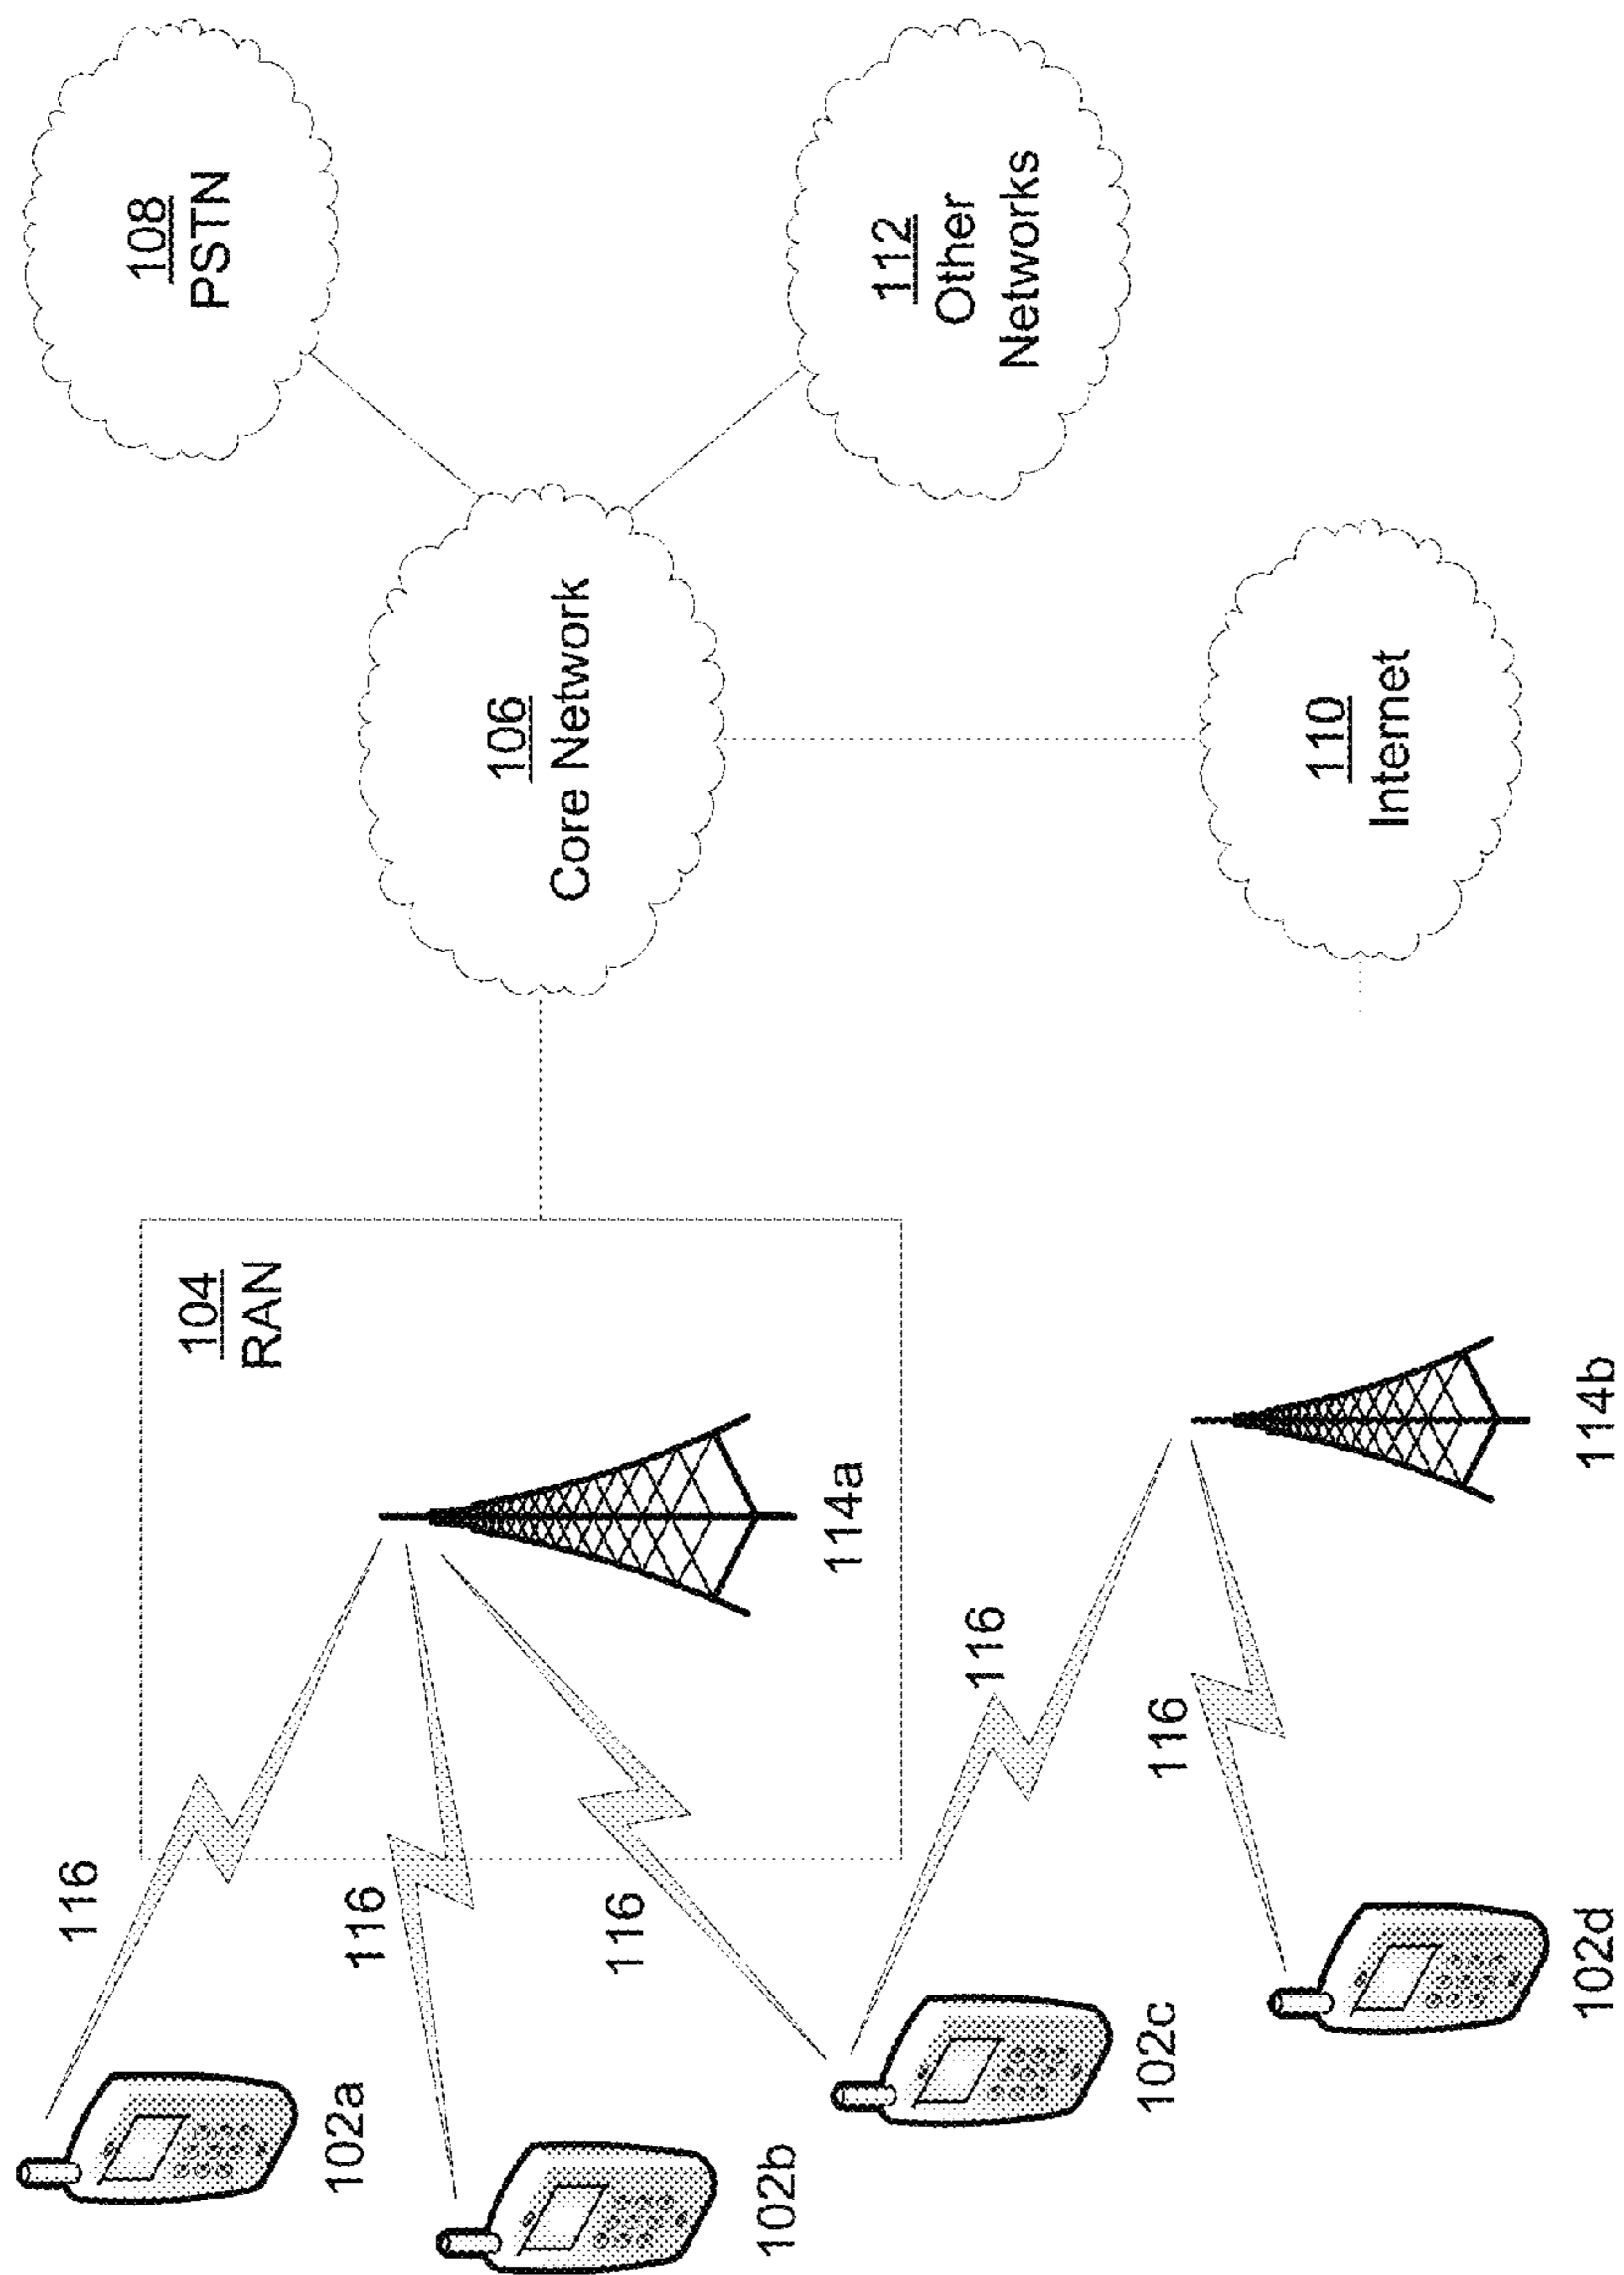 108
PSTN
106
Core Network
112
Other
Networks
110
Internet
104
RAN
114a
114b
116
116
116
116
116
102a
102b
102c
102d